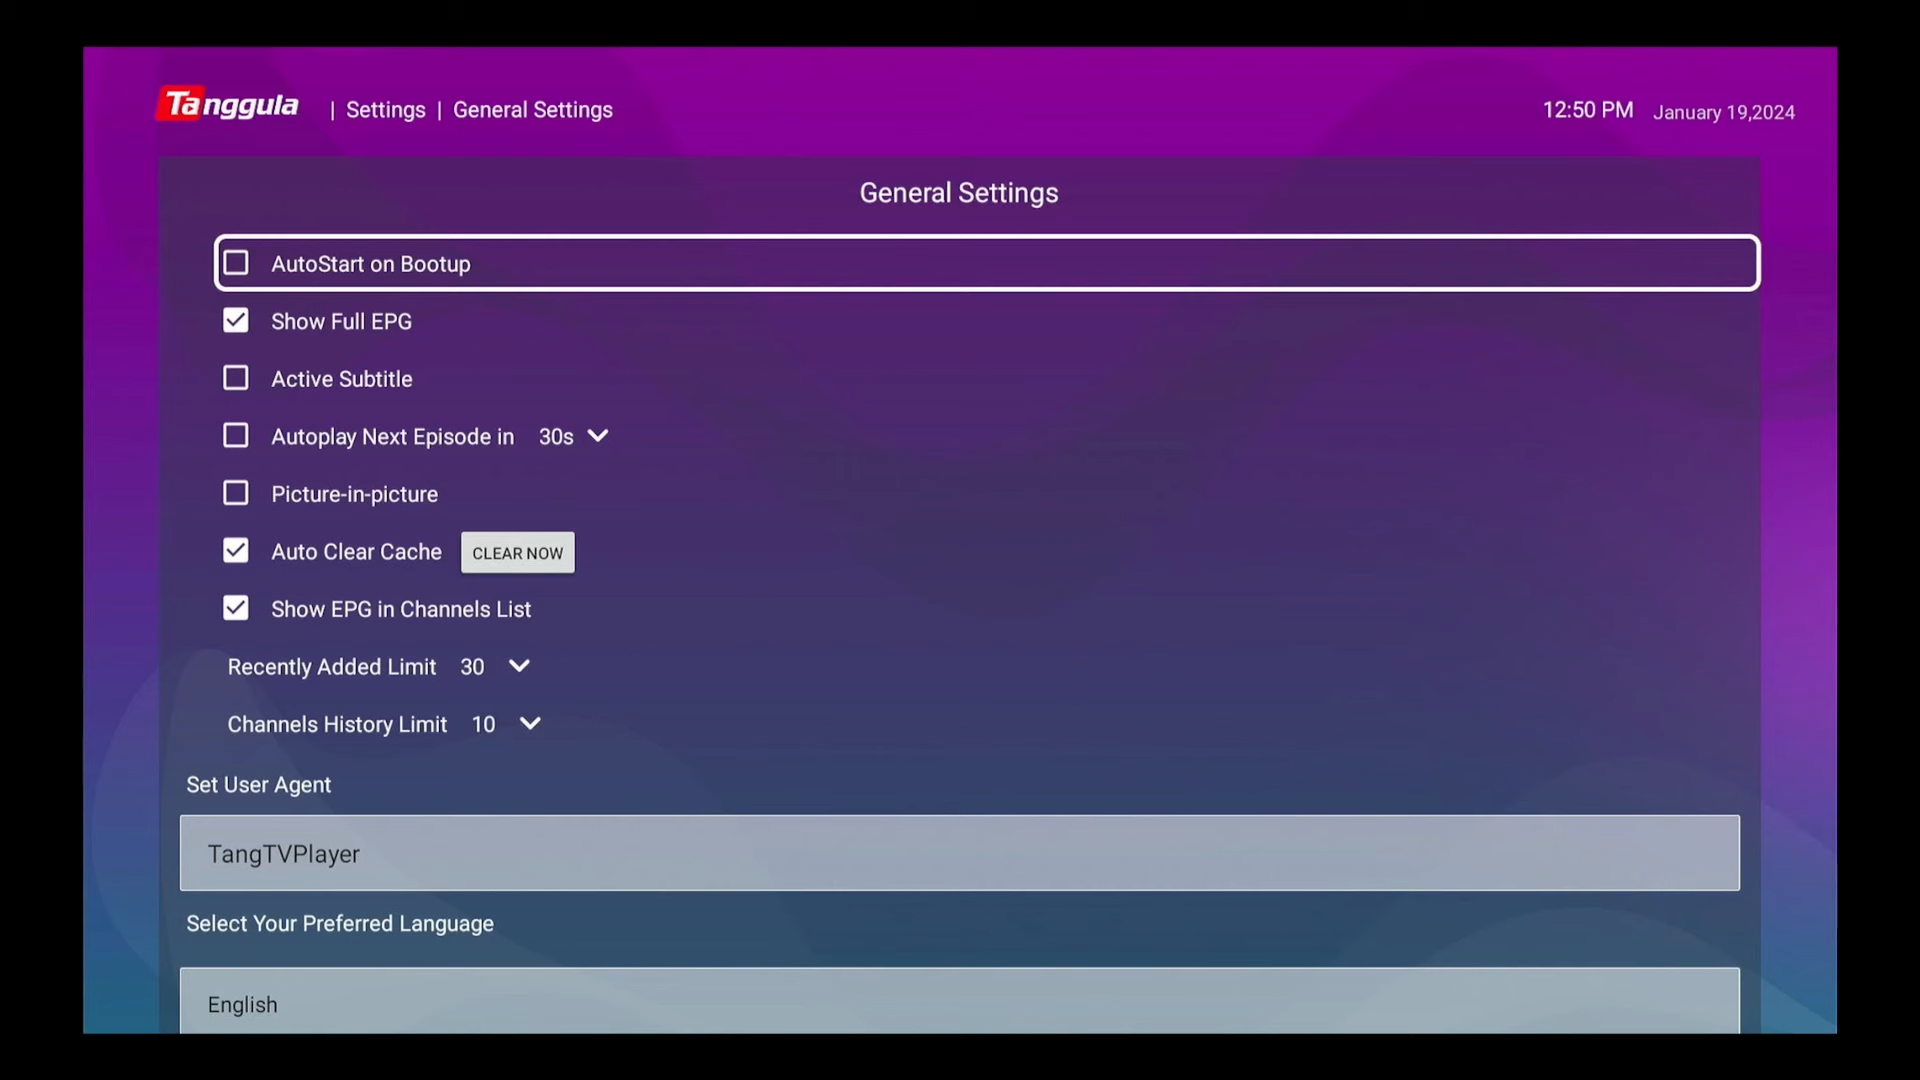 Tanggula | Settings | General Settings 12:50 PM January 19,2024
General Settings
AutoStart on Bootup
Show Full EPG
Active Subtitle
Autoplay Next Episode in 30s
Picture-in-picture
Auto Clear Cache CLEAR NOW
Show EPG in Channels List
Recently Added Limit 30
Channels History Limit 10
Set User Agent
TangTVPlayer
Select Your Preferred Language
English